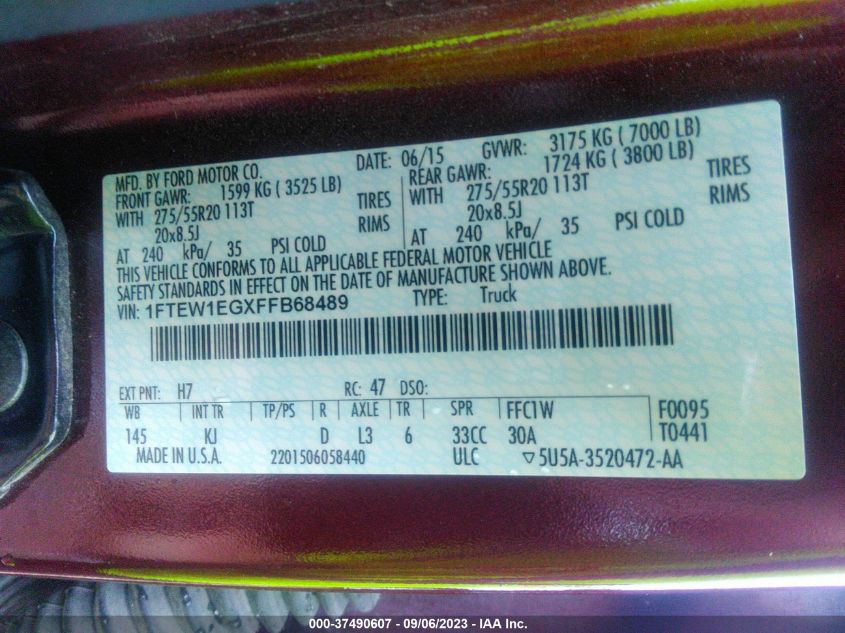 MFD. BY FORD MOTOR CO. DATE: 06/15 GVWR: 3175 KG ( 7000 LB)
FRONT GAWR: 1599 KG ( 3525 LB) REAR GAWR: 1724 KG ( 3800 LB)
WITH 275/55R20 113T TIRES WITH 275/55R20 113T TIRES
20x8.5J RIMS 20x8.5J RIMS
AT 240 kPa/ 35 PSI COLD AT 240 kPa/ 35 PSI COLD
THIS VEHICLE CONFORMS TO ALL APPLICABLE FEDERAL MOTOR VEHICLE
SAFETY STANDARDS IN EFFECT ON THE DATE OF MANUFACTURE SHOWN ABOVE.
VIN: 1FTEW1EGXFFB68489 TYPE: Truck
EXT PNT: H7 RC: 47 DSO:
WB INT TR TP/PS R AXLE TR SPR FFC1W F0095
145 KJ D L3 6 33CC 30A T0441
MADE IN U.S.A. 2201506058440 ULC ▽5U5A-3520472-AA
000-37490607 - 09/06/2023 - IAA Inc.